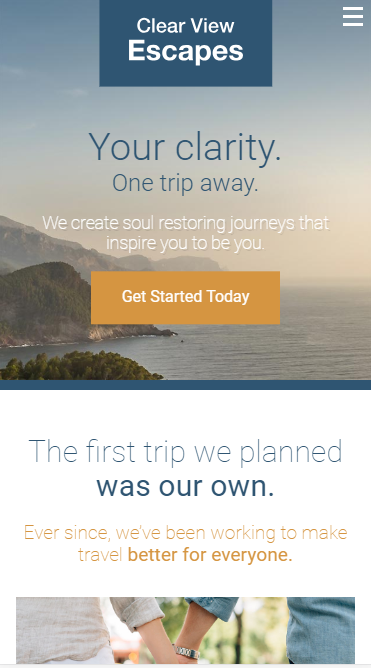 Clear View
Escapes
Your clarity.
One trip away.
We create soul restoring journeys that
inspire you to be you.
Get Started Today
The first trip we planned
was our own.
Ever since, we’ve been working to make
travel better for everyone.